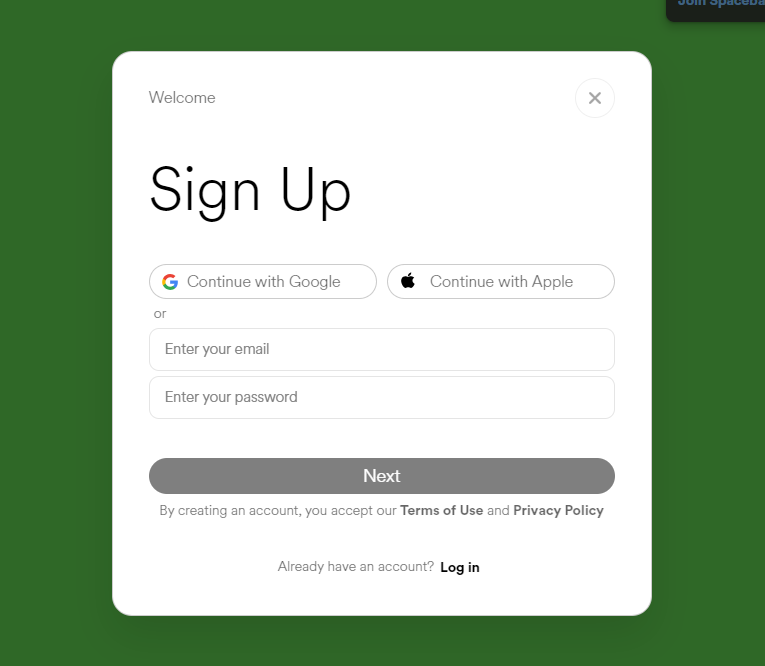 Join Spaceba
Welcome
Sign Up
Continue with Google
Continue with Apple
or
Enter your email
Enter your password
Next
By creating an account, you accept our Terms of Use and Privacy Policy
Already have an account? Log in